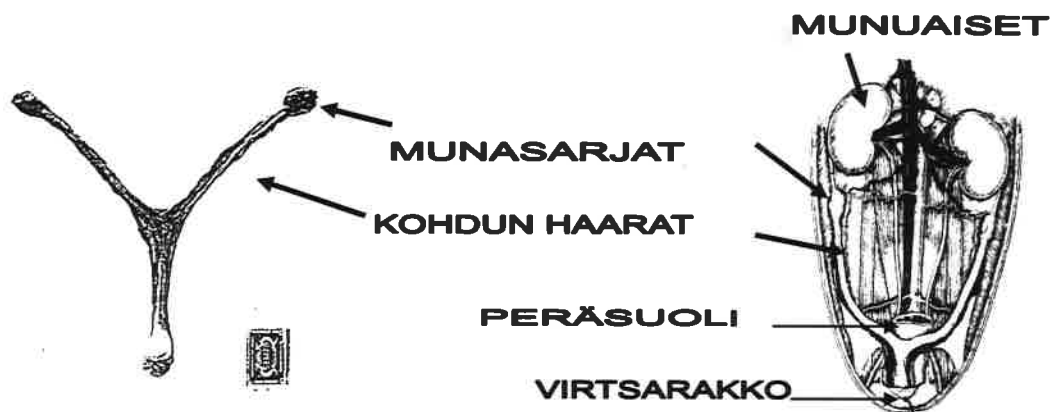 MUNUAISET
MUNASARJAT
KOHDUN HAARAT
PERÄSUOLI
VIRTSARAKKO